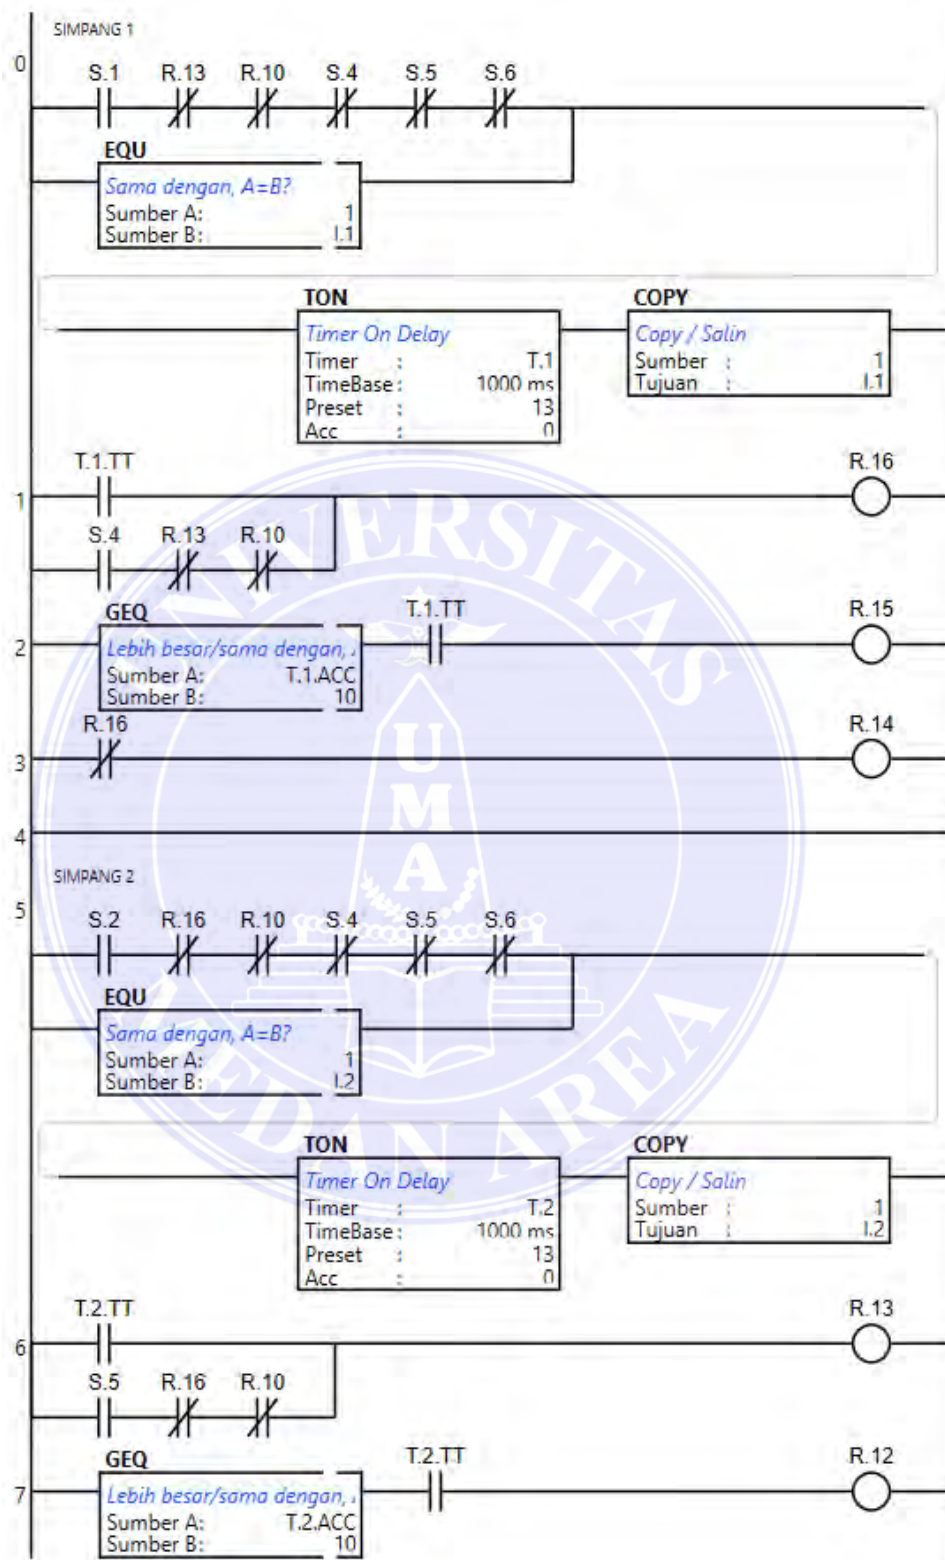 SIMPANG 1
0
S.1 R.13 R.10 S.4 S.5 S.6
EQU
Sama dengan, A=B?
Sumber A: 1
Sumber B: I.1
TON
Timer On Delay
Timer : T.1
TimeBase : 1000 ms
Preset : 13
Acc : 0
COPY
Copy / Salin
Sumber : 1
Tujuan : I.1
T.1.TT R.16
1
S.4 R.13 R.10
GEQ
T.1.TT R.15
2
Lebih besar/sama dengan, .
Sumber A: T.1.ACC
Sumber B: 10
R.16 R.14
3
4
SIMPANG 2
5
S.2 R.16 R.10 S.4 S.5 S.6
EQU
Sama dengan, A=B?
Sumber A: 1
Sumber B: I.2
TON
Timer On Delay
Timer : T.2
TimeBase : 1000 ms
Preset : 13
Acc : 0
COPY
Copy / Salin
Sumber : 1
Tujuan : I.2
T.2.TT R.13
6
S.5 R.16 R.10
GEQ
T.2.TT R.12
7
Lebih besar/sama dengan, .
Sumber A: T.2.ACC
Sumber B: 10
UNIVERSITAS
UMA
MEDAN AREA